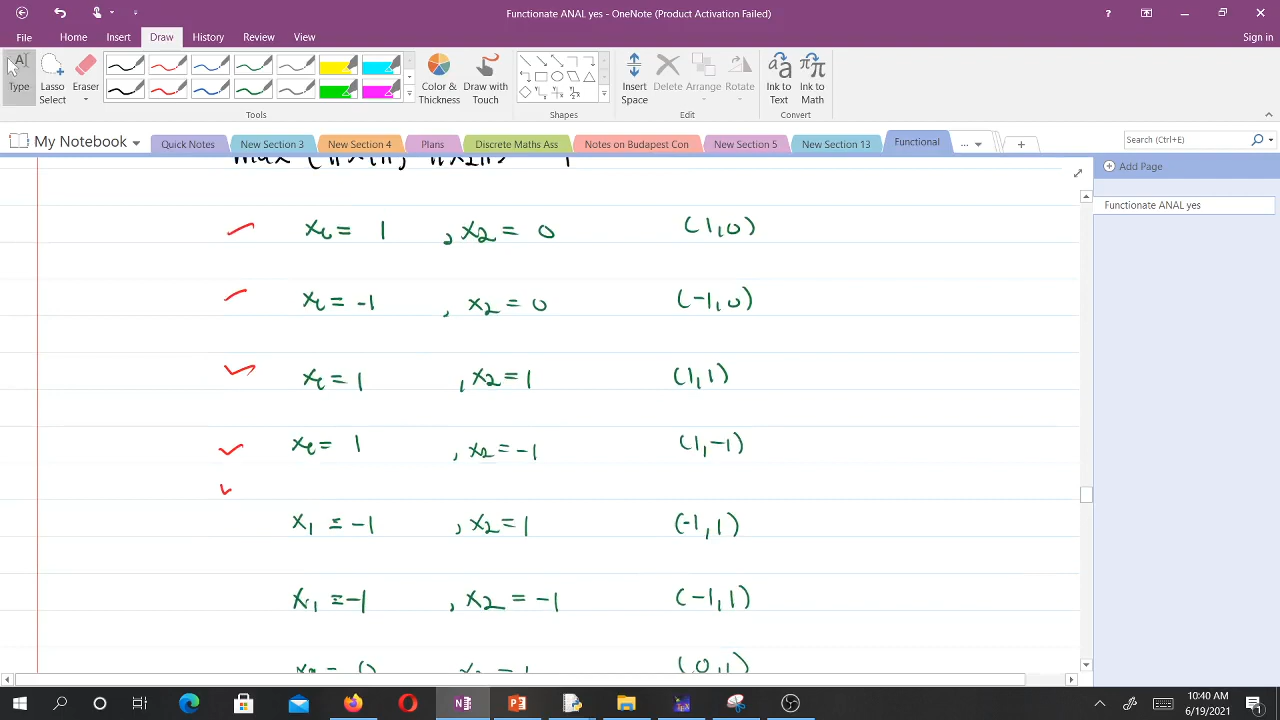 Functionate ANAL yes - OneNote (Product Activation Failed)
File Home Insert Draw History Review View Sign in
Type Lasso Select Eraser Color & Thickness Draw with Touch Insert Space Delete Arrange Rotate Ink to Text Ink to Math
Tools Shapes Edit Convert
My Notebook Quick Notes New Section 3 New Section 4 Plans Discrete Maths Ass Notes on Budapest Con New Section 5 New Section 13 Functional ... Search (Ctrl+E)
Add Page
Functionate ANAL yes
x₁ = 1 , x₂ = 0 (1,0)
x₁ = -1 , x₂ = 0 (-1,0)
x₁ = 1 , x₂ = 1 (1,1)
x₁ = 1 , x₂ = -1 (1,-1)
x₁ = -1 , x₂ = 1 (-1,1)
x₁ = -1 , x₂ = -1 (-1,1)
(0,1)
10:40 AM
6/19/2021